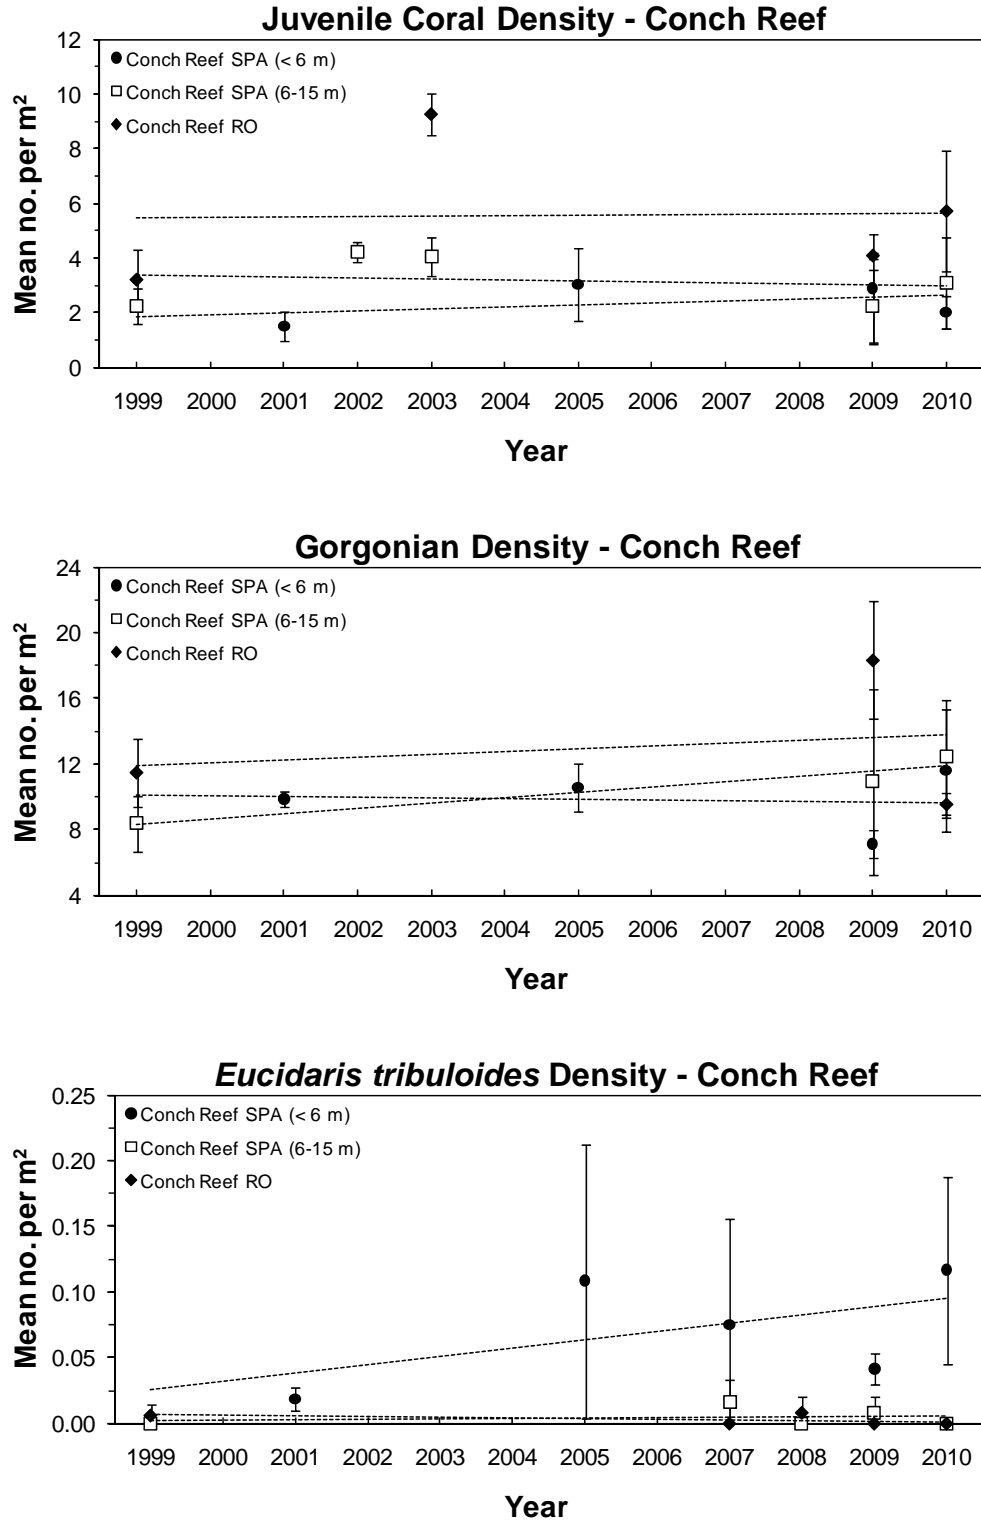 Juvenile Coral Density - Conch Reef
12
10
8
6
4
2
0
Mean no. per m²
Conch Reef SPA (< 6 m)
Conch Reef SPA (6-15 m)
Conch Reef RO
1999 2000 2001 2002 2003 2004 2005 2006 2007 2008 2009 2010
Year
Gorgonian Density - Conch Reef
24
20
16
12
8
4
Mean no. per m²
Conch Reef SPA (< 6 m)
Conch Reef SPA (6-15 m)
Conch Reef RO
1999 2000 2001 2002 2003 2004 2005 2006 2007 2008 2009 2010
Year
Eucidaris tribuloides Density - Conch Reef
0.25
0.20
0.15
0.10
0.05
0.00
Mean no. per m²
Conch Reef SPA (< 6 m)
Conch Reef SPA (6-15 m)
Conch Reef RO
1999 2000 2001 2002 2003 2004 2005 2006 2007 2008 2009 2010
Year